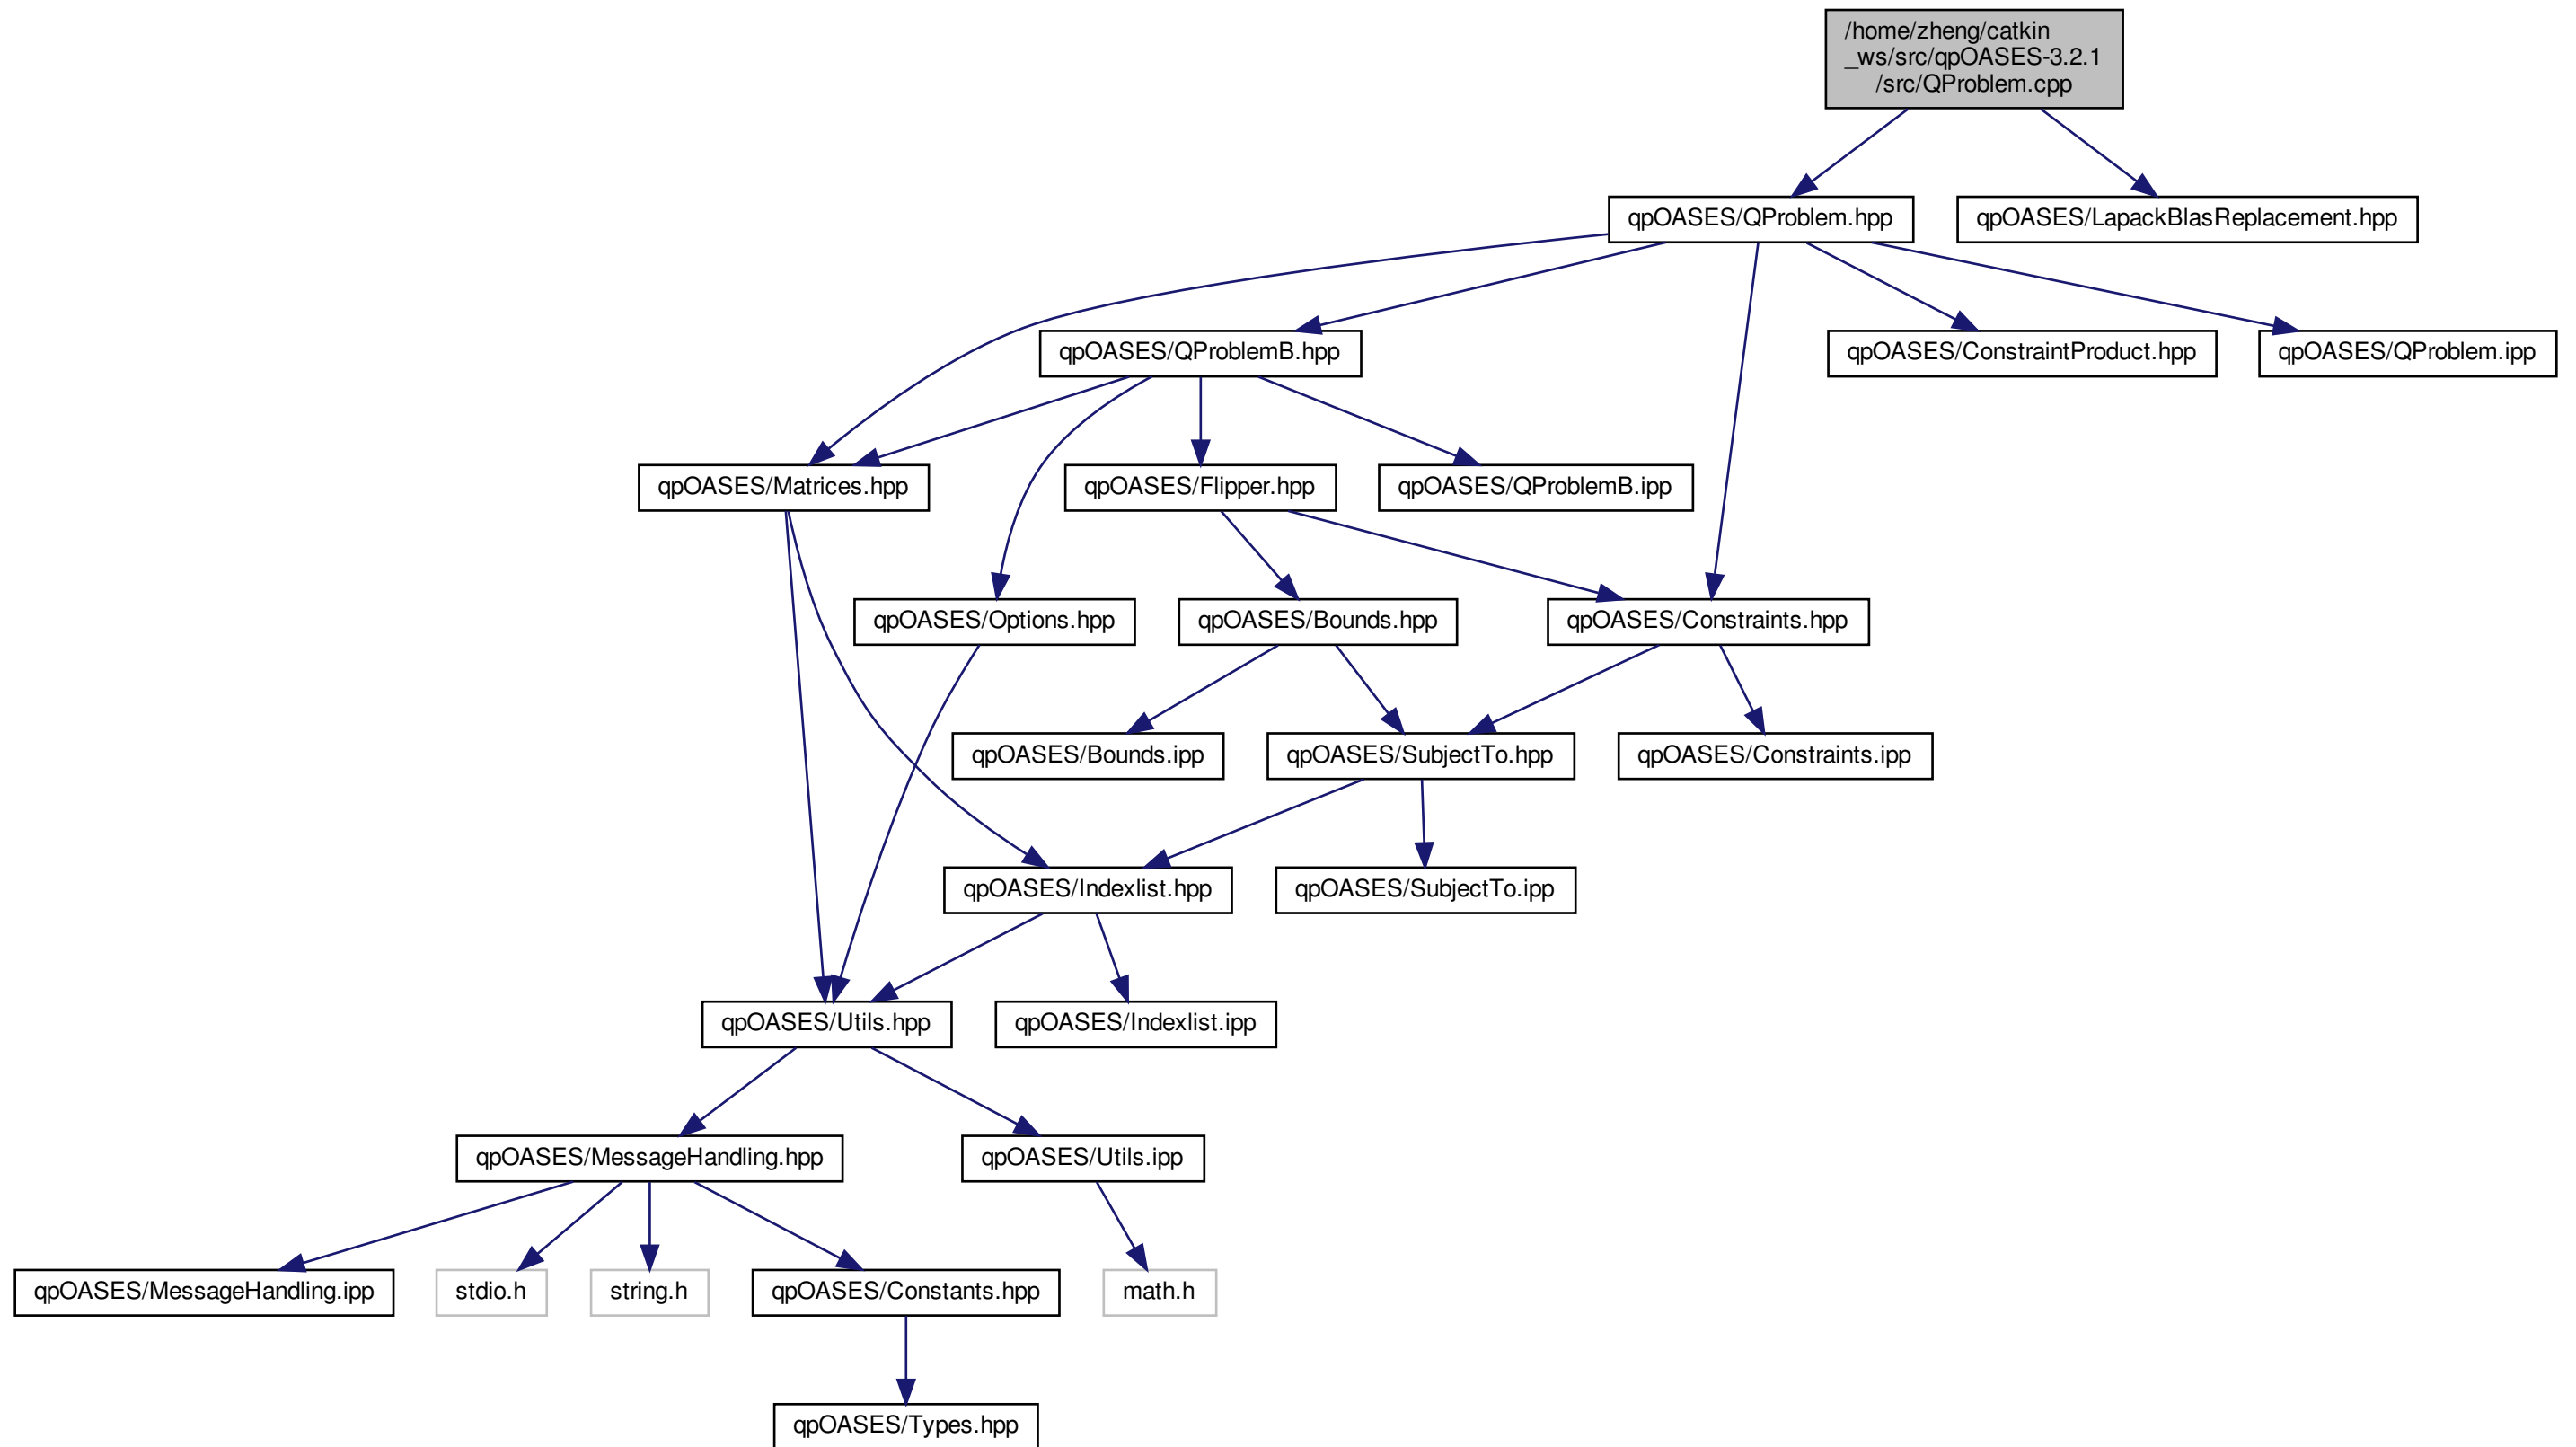 /home/zheng/catkin
_ws/src/qpOASES-3.2.1
/src/QProblem.cpp
qpOASES/QProblem.hpp
qpOASES/LapackBlasReplacement.hpp
qpOASES/QProblemB.hpp
qpOASES/ConstraintProduct.hpp
qpOASES/QProblem.ipp
qpOASES/Matrices.hpp
qpOASES/Flipper.hpp
qpOASES/QProblemB.ipp
qpOASES/Options.hpp
qpOASES/Bounds.hpp
qpOASES/Constraints.hpp
qpOASES/Bounds.ipp
qpOASES/SubjectTo.hpp
qpOASES/Constraints.ipp
qpOASES/Indexlist.hpp
qpOASES/SubjectTo.ipp
qpOASES/Utils.hpp
qpOASES/Indexlist.ipp
qpOASES/MessageHandling.hpp
qpOASES/Utils.ipp
qpOASES/MessageHandling.ipp
stdio.h
string.h
qpOASES/Constants.hpp
math.h
qpOASES/Types.hpp